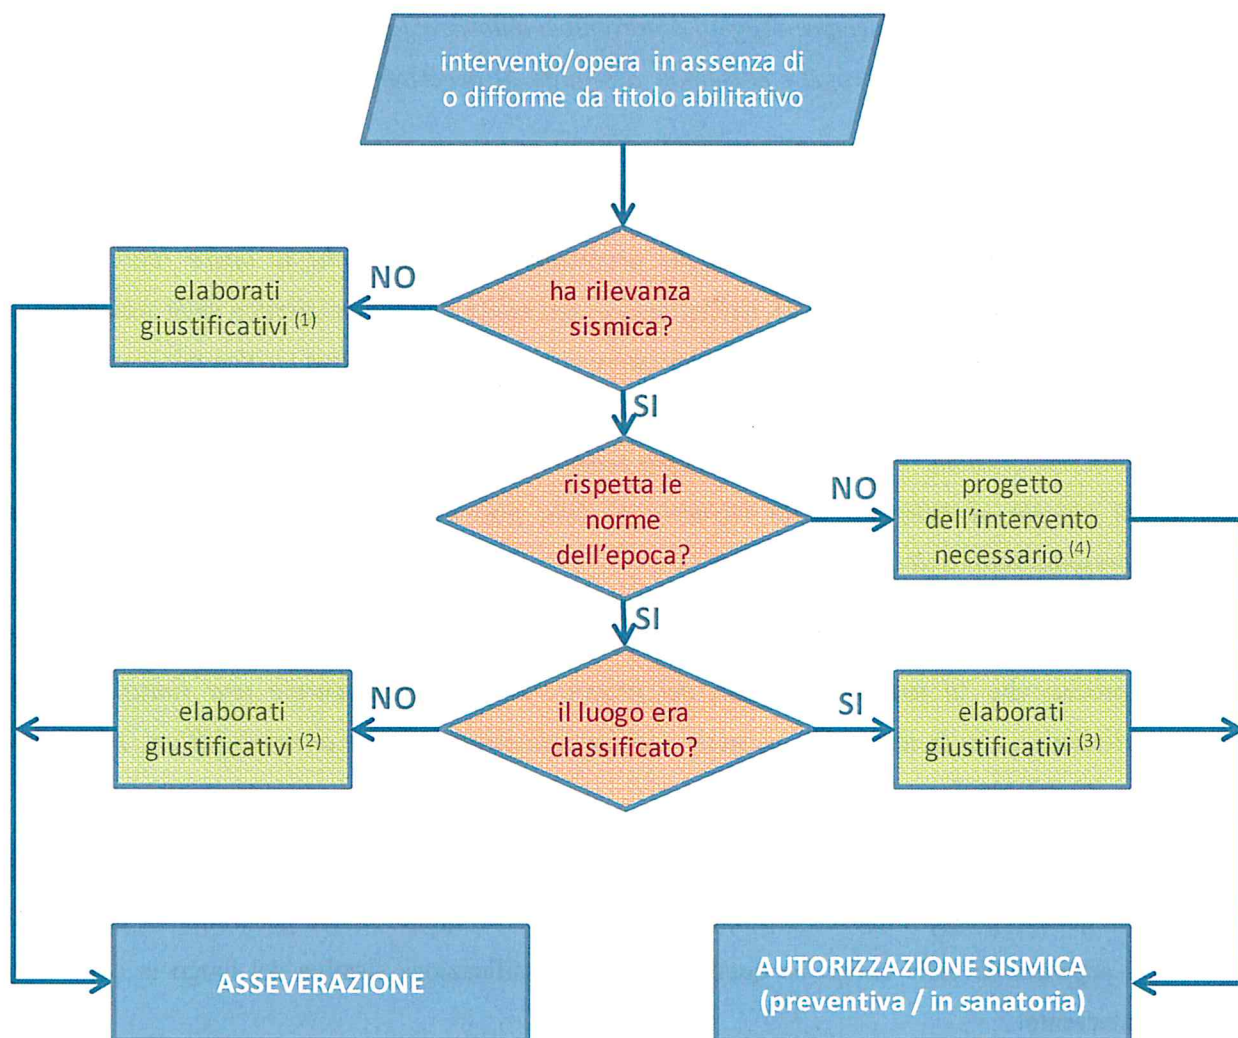 intervento/opera in assenza di
o difforme da titolo abilitativo
NO
elaborati
giustificativi (1)
ha rilevanza
sismica?
SI
rispetta le
norme
dell'epoca?
NO
progetto
dell'intervento
necessario (4)
SI
elaborati
giustificativi (2)
NO
il luogo era
classificato?
SI
elaborati
giustificativi (3)
ASSEVERAZIONE
AUTORIZZAZIONE SISMICA
(preventiva / in sanatoria)